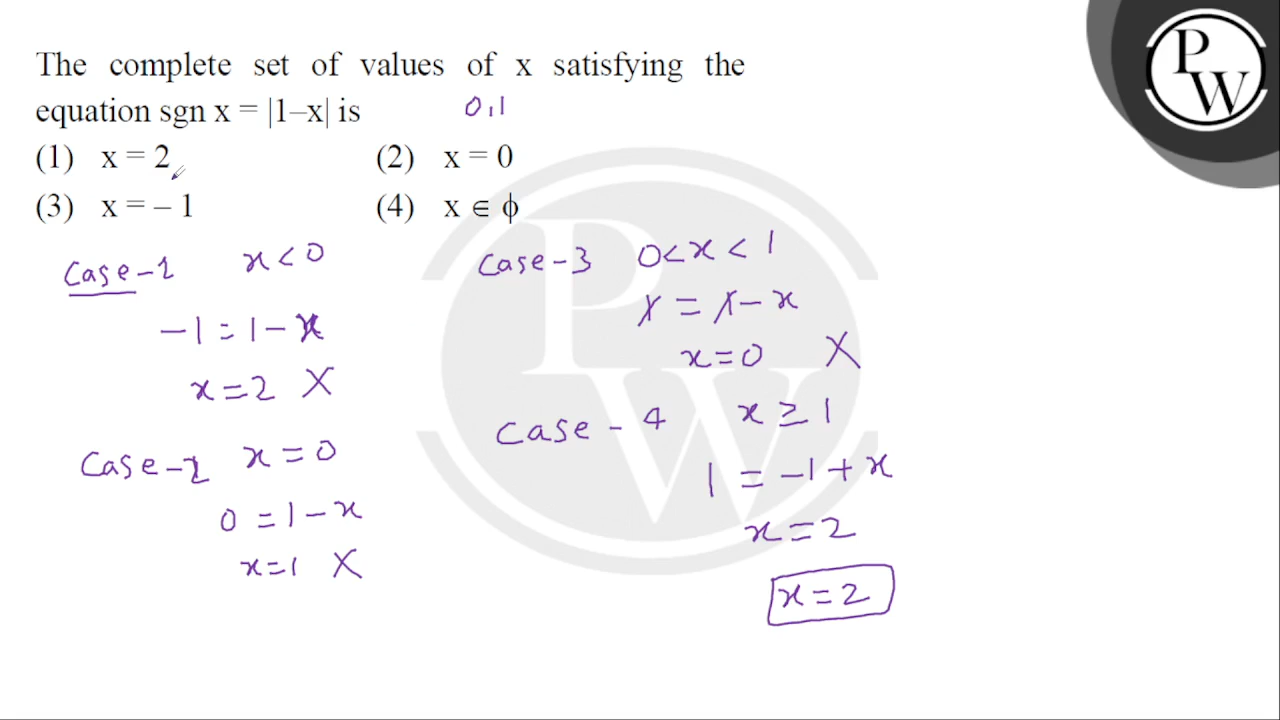 The complete set of values of x satisfying the
equation sgn x = |1–x| is
0,1
(1) x = 2
(2) x = 0
(3) x = – 1
(4) x ∈ ϕ
Case-1 x < 0
-1 = 1 - x
x = 2 X
Case-2 x = 0
0 = 1 - x
x = 1 X
Case-3 0 < x < 1
1 = 1 - x
x = 0 X
Case - 4 x ≥ 1
1 = -1 + x
x = 2
x = 2
P
W
P
W